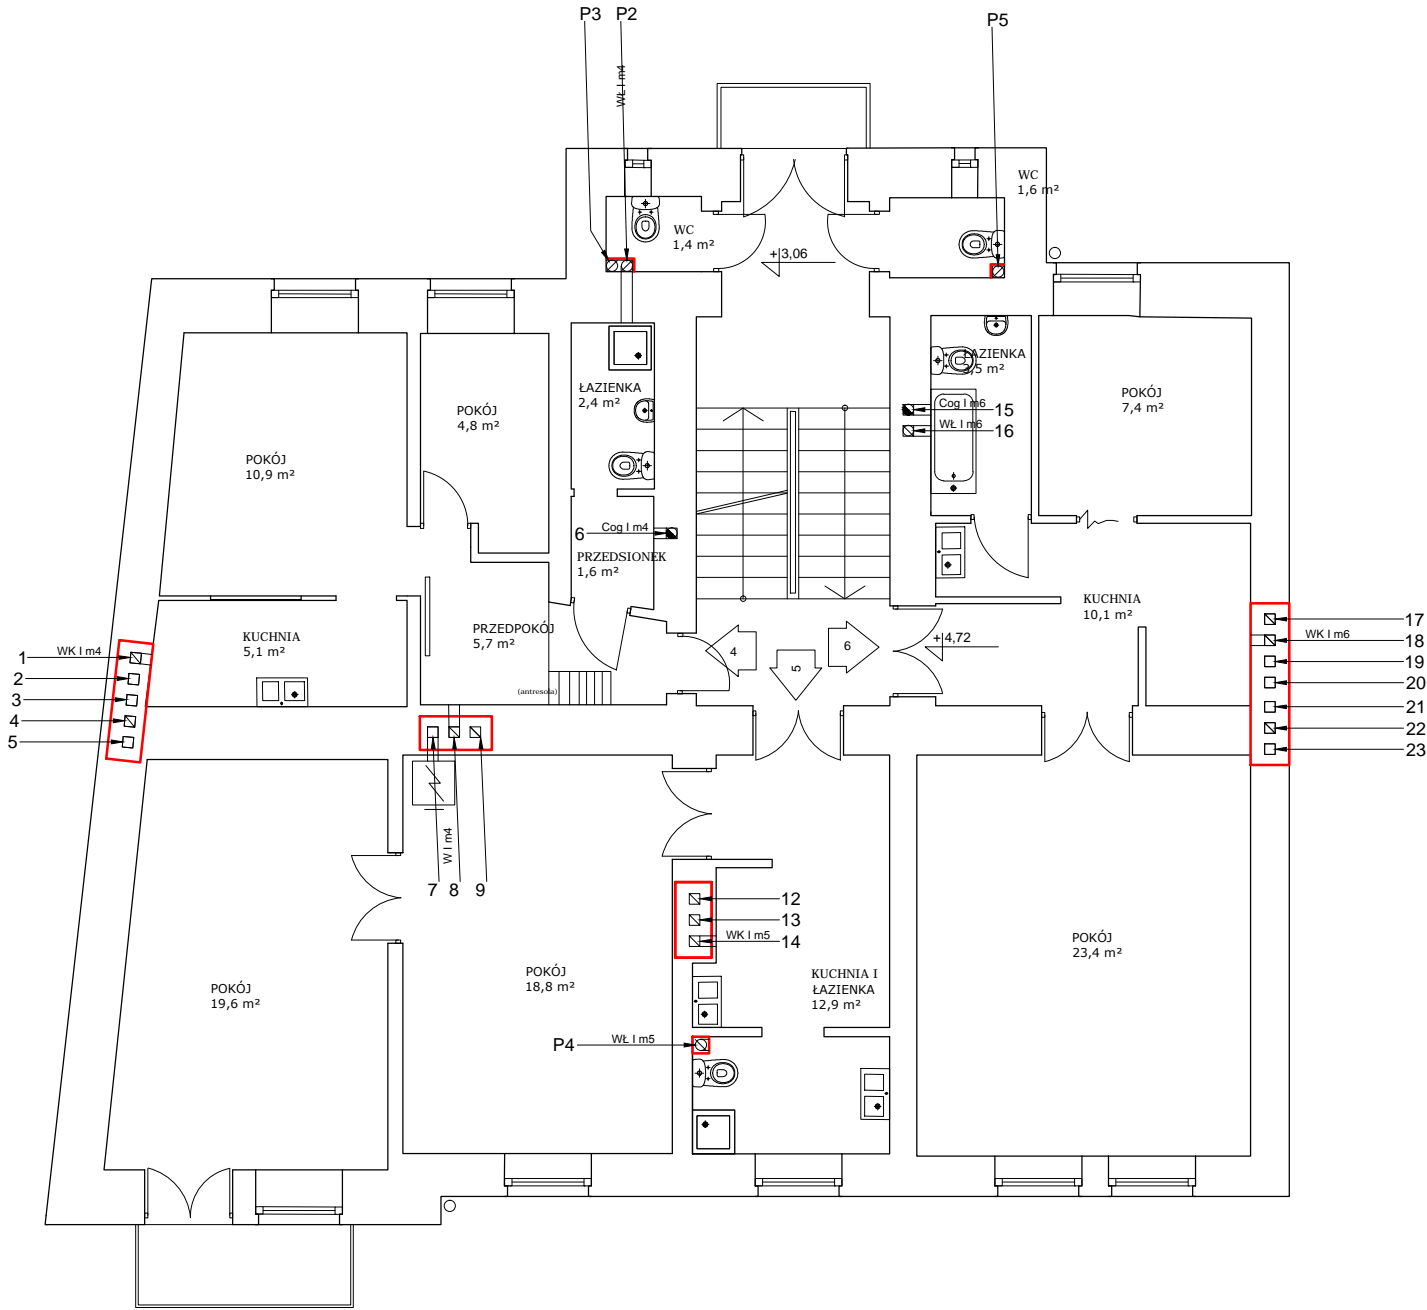 P3
P2
P5
WŁ I m4
WC
1,6 m²
WC
1,4 m²
+3,06
ŁAZIENKA
2,4 m²
POKÓJ
4,8 m²
POKÓJ
10,9 m²
POKÓJ
7,4 m²
ŁAZIENKA
Cog I m6
15
WŁ I m6
16
6
Cog I m4
PRZEDSIONEK
1,6 m²
KUCHNIA
10,1 m²
KUCHNIA
5,1 m²
PRZEDPOKÓJ
5,7 m²
(antresola)
4
5
6
+4,72
1
WK I m4
2
3
4
5
17
18
WK I m6
19
20
21
22
23
W I m4
7
8
9
12
13
14
WK I m5
POKÓJ
19,6 m²
POKÓJ
18,8 m²
KUCHNIA I
ŁAZIENKA
12,9 m²
POKÓJ
23,4 m²
P4
WŁ I m5